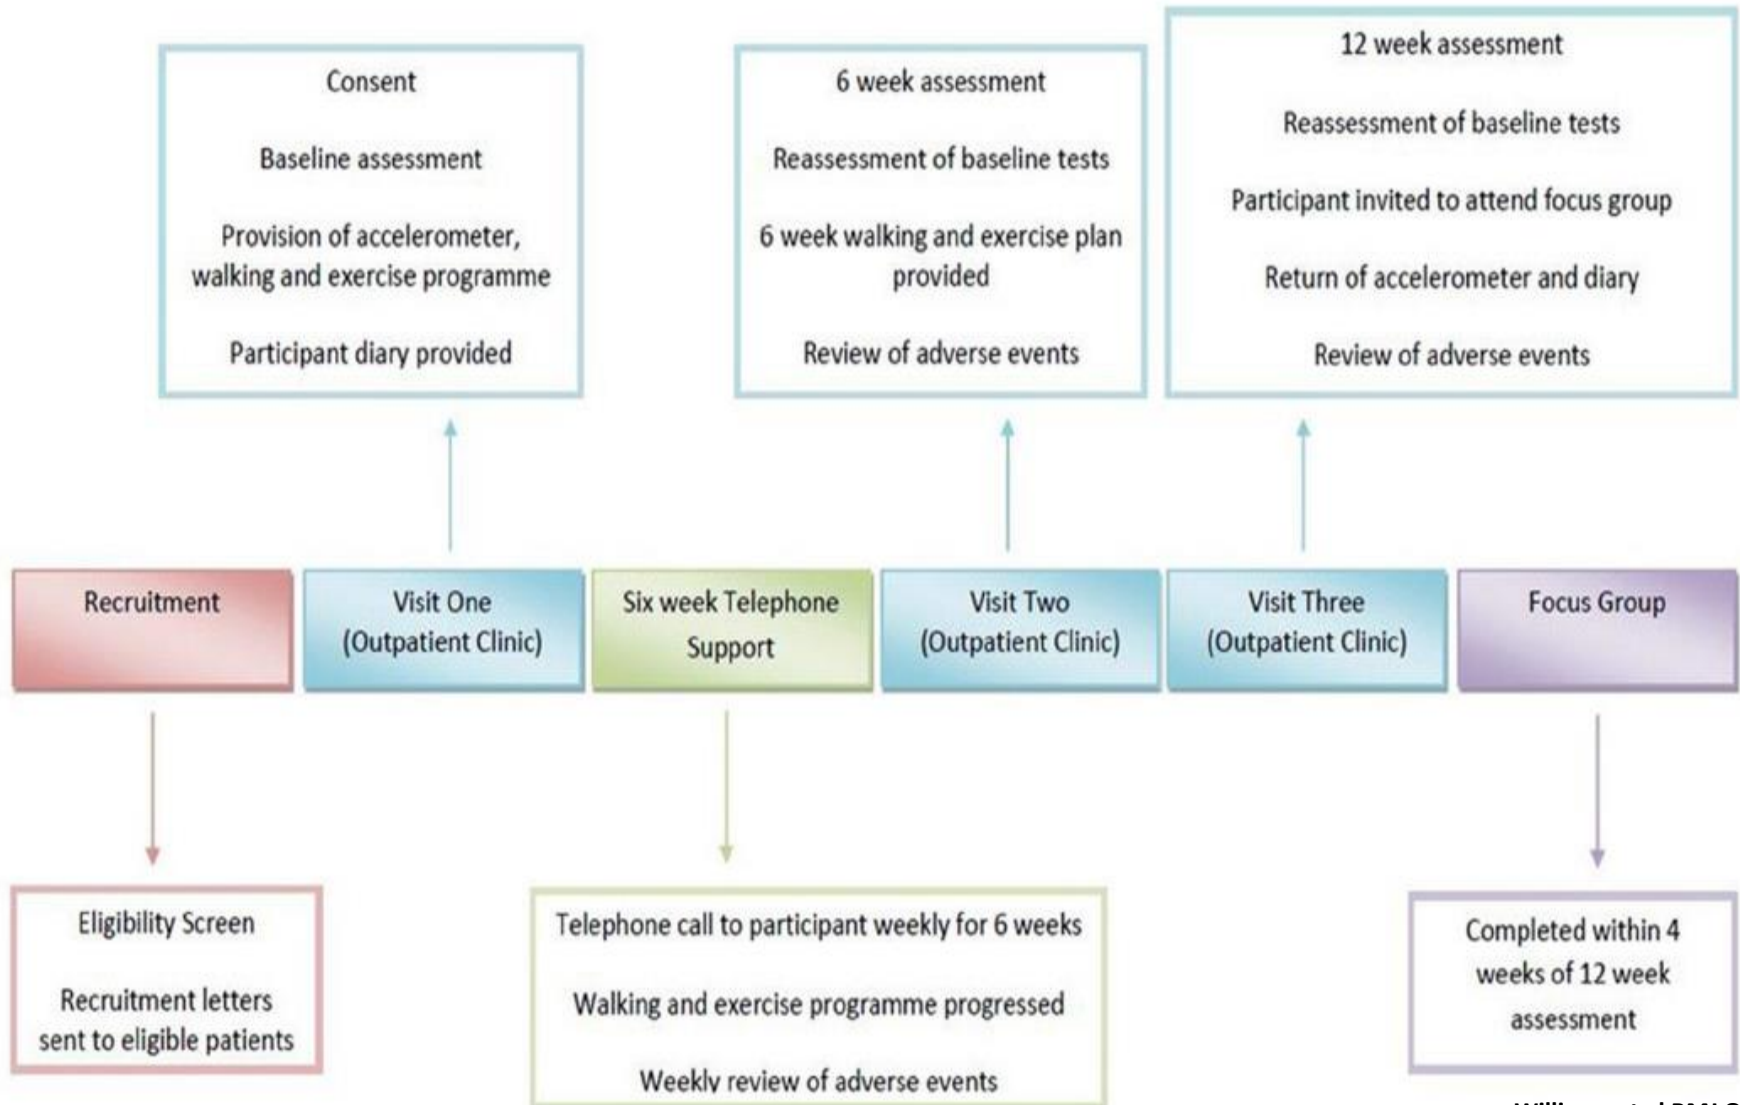 Consent
Baseline assessment
Provision of accelerometer,
walking and exercise programme
Participant diary provided
6 week assessment
Reassessment of baseline tests
6 week walking and exercise plan
provided
Review of adverse events
12 week assessment
Reassessment of baseline tests
Participant invited to attend focus group
Return of accelerometer and diary
Review of adverse events
Recruitment
Visit One
(Outpatient Clinic)
Six week Telephone
Support
Visit Two
(Outpatient Clinic)
Visit Three
(Outpatient Clinic)
Focus Group
Eligibility Screen
Recruitment letters
sent to eligible patients
Telephone call to participant weekly for 6 weeks
Walking and exercise programme progressed
Weekly review of adverse events
Completed within 4
weeks of 12 week
assessment